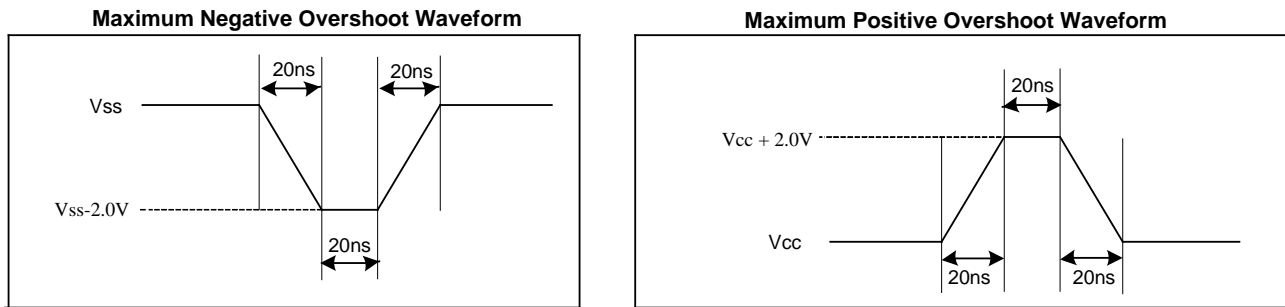 Maximum Negative Overshoot Waveform
20ns
20ns
Vss
Vss-2.0V
20ns
Maximum Positive Overshoot Waveform
20ns
Vcc + 2.0V
Vcc
20ns
20ns